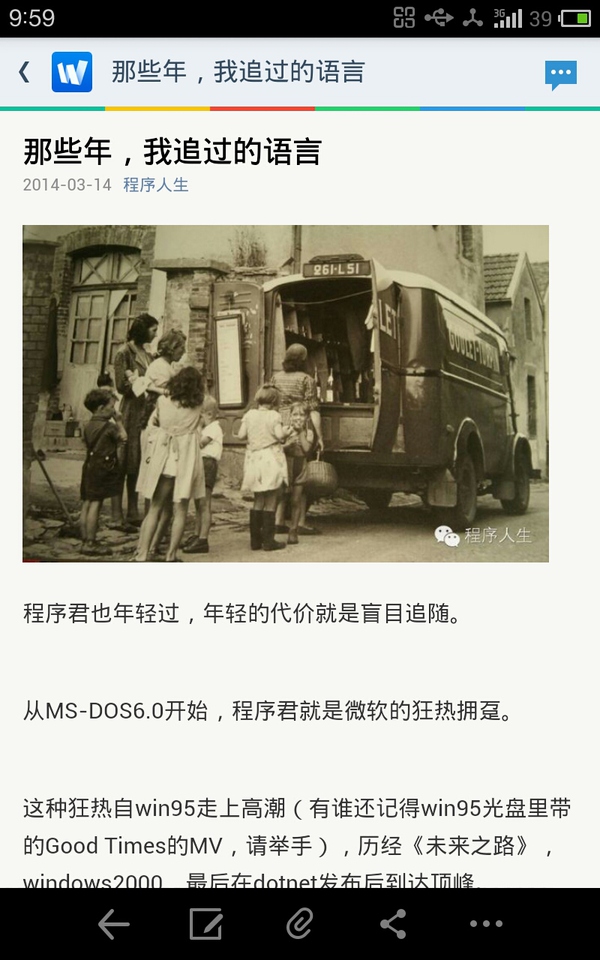 9:59
3G
39
那些年，我追过的语言
那些年，我追过的语言
2014-03-14 程序人生
261-L51
LET
GOULET-TURPIN
程序人生
程序君也年轻过，年轻的代价就是盲目追随。
从MS-DOS6.0开始，程序君就是微软的狂热拥趸。
这种狂热自win95走上高潮（有谁还记得win95光盘里带
的Good Times的MV，请举手），历经《未来之路》，
windows2000，最后在dotnet发布后到达顶峰。